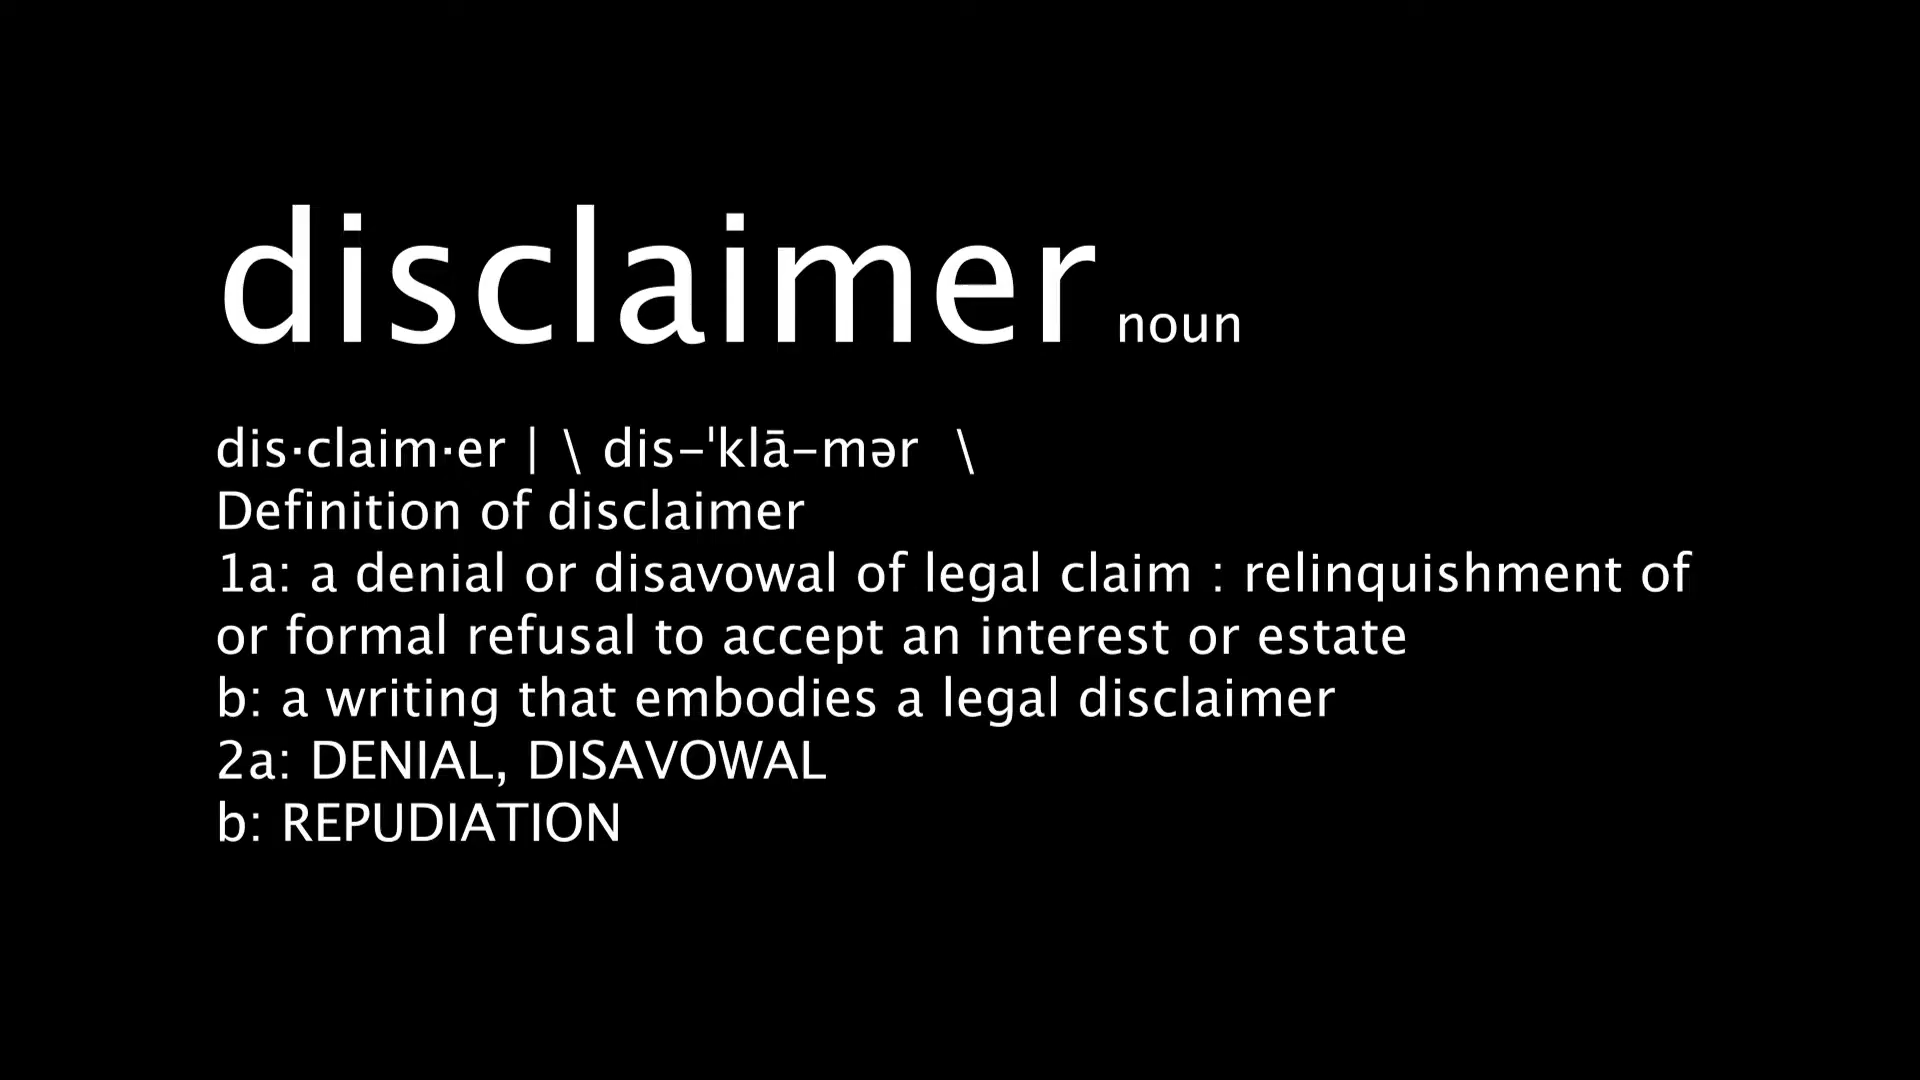 disclaimer noun
dis·claim·er | \ dis-ˈklā-mər \
Definition of disclaimer
1a: a denial or disavowal of legal claim : relinquishment of
or formal refusal to accept an interest or estate
b: a writing that embodies a legal disclaimer
2a: DENIAL, DISAVOWAL
b: REPUDIATION